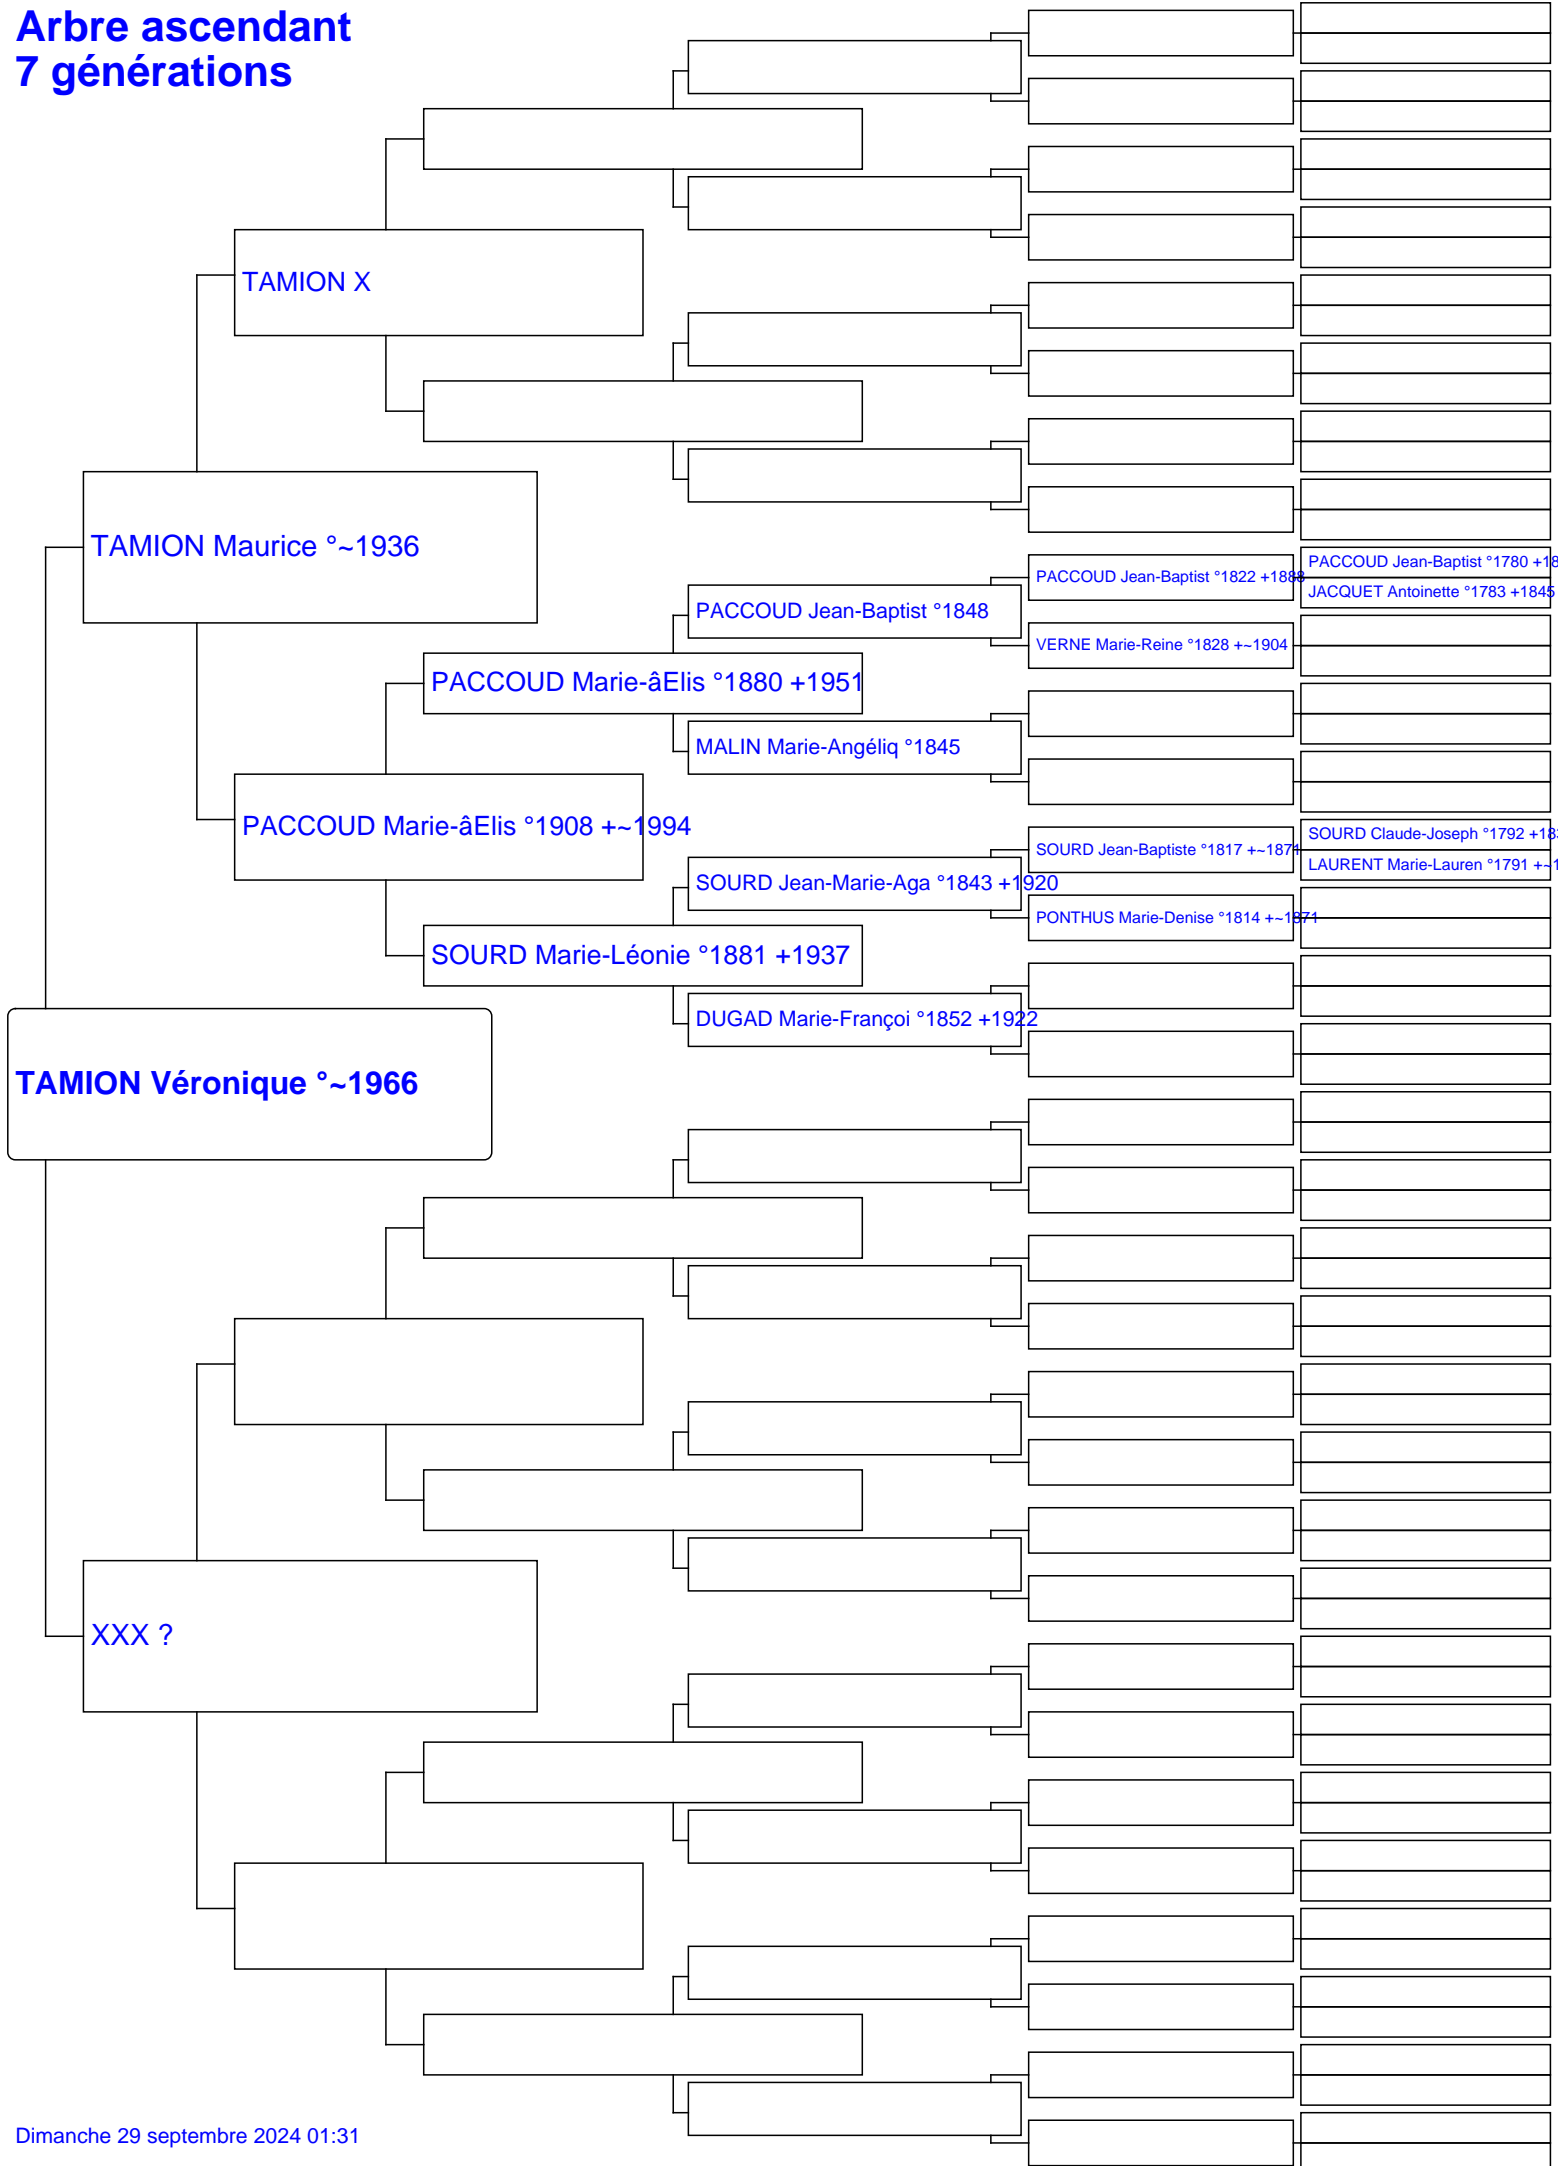 Arbre ascendant
7 générations
TAMION X
TAMION Maurice °~1936
PACCOUD Jean-Baptist °1780 +18
PACCOUD Jean-Baptist °1822 +1888
JACQUET Antoinette °1783 +1845
PACCOUD Jean-Baptist °1848
VERNE Marie-Reine °1828 +~1904
PACCOUD Marie-âElis °1880 +1951
MALIN Marie-Angéliq °1845
PACCOUD Marie-âElis °1908 +~1994
SOURD Claude-Joseph °1792 +183
SOURD Jean-Baptiste °1817 +~1871
LAURENT Marie-Lauren °1791 +~1
SOURD Jean-Marie-Aga °1843 +1920
PONTHUS Marie-Denise °1814 +~1871
SOURD Marie-Léonie °1881 +1937
DUGAD Marie-Françoi °1852 +1922
TAMION Véronique °~1966
XXX ?
Dimanche 29 septembre 2024 01:31